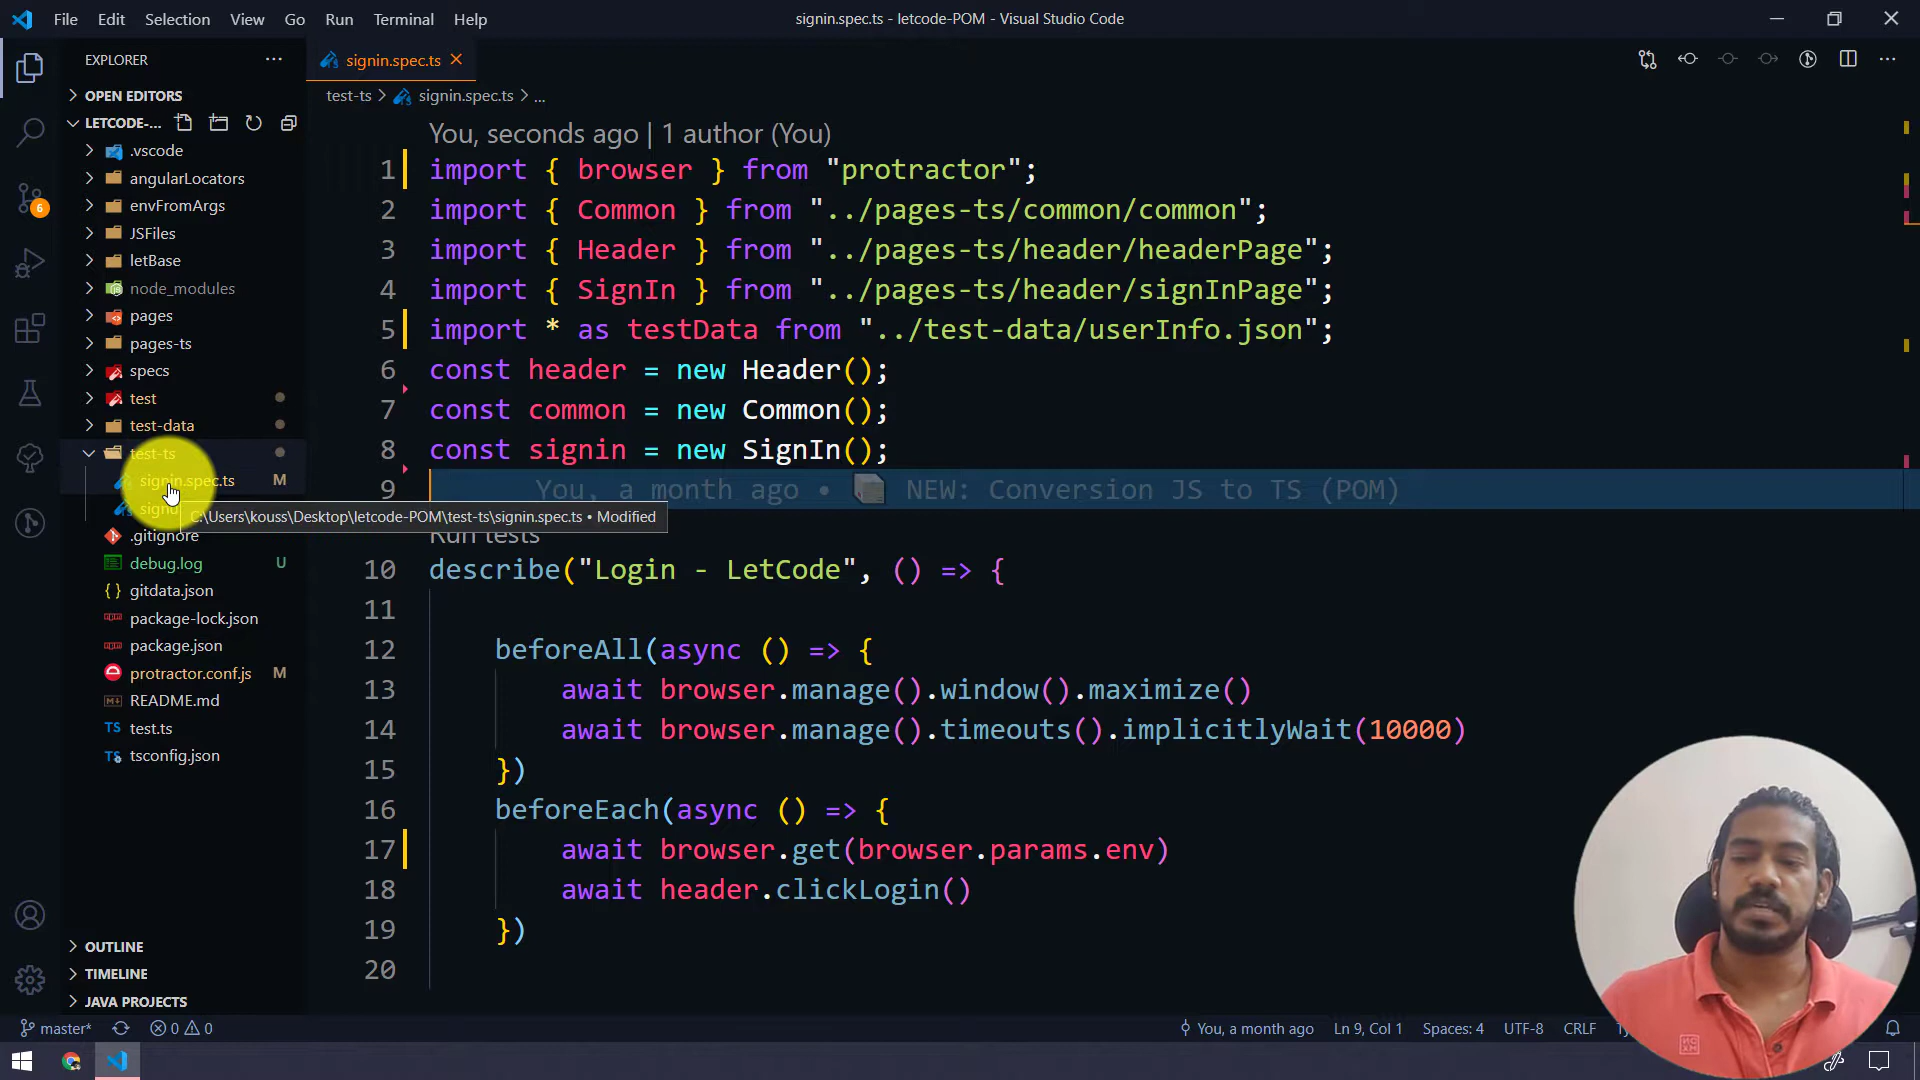 File Edit Selection View Go Run Terminal Help
signin.spec.ts - letcode-POM - Visual Studio Code
EXPLORER
OPEN EDITORS
LETCODE-...
.vscode
angularLocators
envFromArgs
JSFiles
letBase
node_modules
pages
pages-ts
specs
test
test-data
test-ts
signin.spec.ts M
signu
C:\Users\kouss\Desktop\letcode-POM\test-ts\signin.spec.ts • Modified
.gitignore
debug.log U
gitdata.json
package-lock.json
package.json
protractor.conf.js M
README.md
TS test.ts
tsconfig.json
OUTLINE
TIMELINE
JAVA PROJECTS
6
signin.spec.ts
test-ts > signin.spec.ts > ...
You, seconds ago | 1 author (You)
1 import { browser } from "protractor";
2 import { Common } from "../pages-ts/common/common";
3 import { Header } from "../pages-ts/header/headerPage";
4 import { SignIn } from "../pages-ts/header/signInPage";
5 import * as testData from "../test-data/userInfo.json";
6 const header = new Header();
7 const common = new Common();
8 const signin = new SignIn();
9 You, a month ago • NEW: Conversion JS to TS (POM)
Run tests
10 describe("Login - LetCode", () => {
11
12 beforeAll(async () => {
13 await browser.manage().window().maximize()
14 await browser.manage().timeouts().implicitlyWait(10000)
15 })
16 beforeEach(async () => {
17 await browser.get(browser.params.env)
18 await header.clickLogin()
19 })
20
master* 0 0 You, a month ago Ln 9, Col 1 Spaces: 4 UTF-8 CRLF